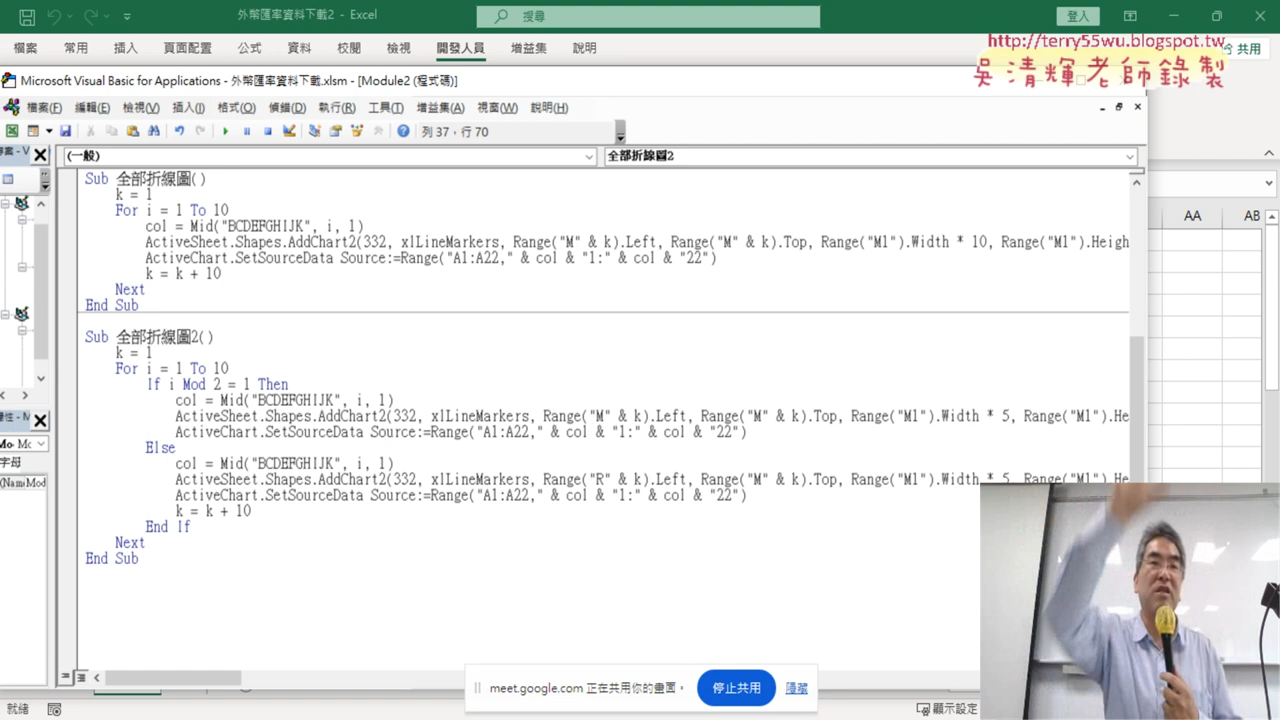 外幣匯率資料下載2 - Excel
搜尋
登入
檔案 常用 插入 頁面配置 公式 資料 校閱 檢視 開發人員 增益集 說明
共用
http://terry55wu.blogspot.tw
吳清輝老師錄製
Microsoft Visual Basic for Applications - 外幣匯率資料下載.xlsm - [Module2 (程式碼)]
檔案(F) 編輯(E) 檢視(V) 插入(I) 格式(O) 偵錯(D) 執行(R) 工具(T) 增益集(A) 視窗(W) 說明(H)
列 37，行 70
(一般) 全部折線圖2
AA AB
Sub 全部折線圖()
k = 1
For i = 1 To 10
col = Mid("BCDEFGHIJK", i, 1)
ActiveSheet.Shapes.AddChart2(332, xlLineMarkers, Range("M" & k).Left, Range("M" & k).Top, Range("M1").Width * 10, Range("M1").Heigh
ActiveChart.SetSourceData Source:=Range("A1:A22," & col & "1:" & col & "22")
k = k + 10
Next
End Sub
Sub 全部折線圖2()
k = 1
For i = 1 To 10
If i Mod 2 = 1 Then
col = Mid("BCDEFGHIJK", i, 1)
ActiveSheet.Shapes.AddChart2(332, xlLineMarkers, Range("M" & k).Left, Range("M" & k).Top, Range("M1").Width * 5, Range("M1").He
ActiveChart.SetSourceData Source:=Range("A1:A22," & col & "1:" & col & "22")
Else
col = Mid("BCDEFGHIJK", i, 1)
ActiveSheet.Shapes.AddChart2(332, xlLineMarkers, Range("R" & k).Left, Range("M" & k).Top, Range("M1").Width * 5, Range("M1").He
ActiveChart.SetSourceData Source:=Range("A1:A22," & col & "1:" & col & "22")
k = k + 10
End If
Next
End Sub
字母
meet.google.com 正在共用你的畫面。 停止共用 隱藏
就緒
顯示設定